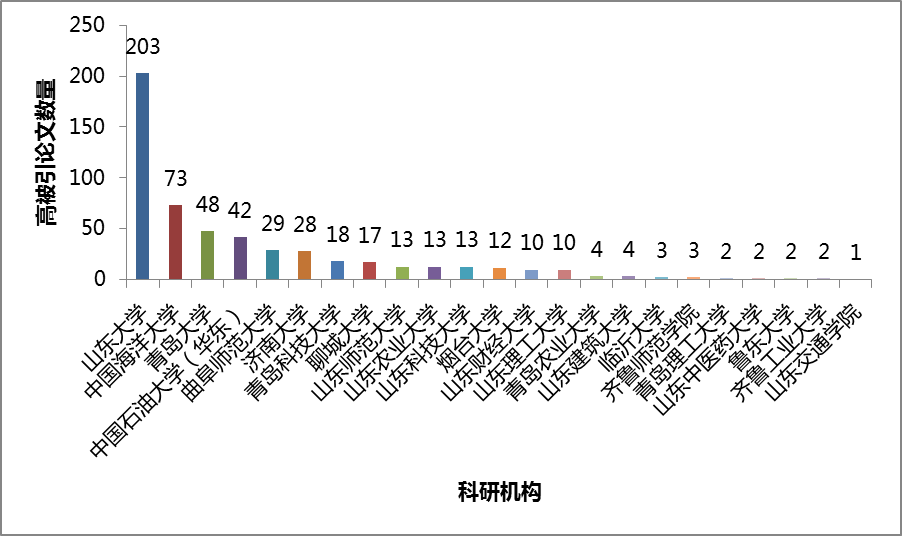 高被引论文数量
250
200
150
100
50
0
203
73
48
42
29
28
18
17
13
13
13
12
10
10
4
4
3
3
2
2
2
2
1
山东大学
中国海洋大学
青岛大学
中国石油大学（华东）
曲阜师范大学
济南大学
青岛科技大学
聊城大学
山东师范大学
山东农业大学
山东科技大学
烟台大学
山东财经大学
山东理工大学
青岛农业大学
山东建筑大学
临沂大学
齐鲁师范学院
青岛理工大学
山东中医药大学
鲁东大学
齐鲁工业大学
山东交通学院
科研机构